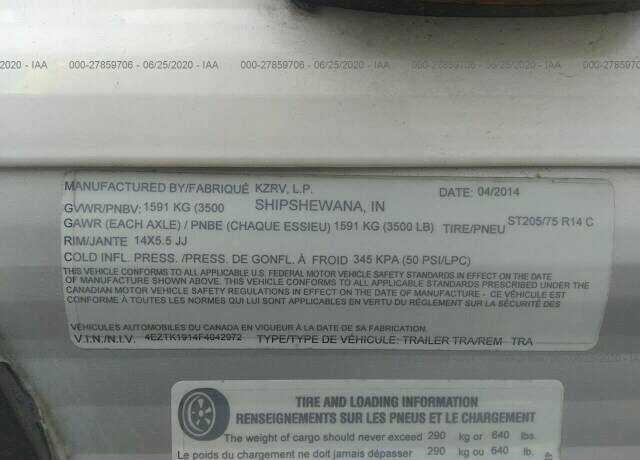 2020 - IAA 000-27859706 - 06/25/2020 - IAA 000-27859706 - 06/25/2020 - IAA 000-27859706 - 06/25/2020 - IAA
MANUFACTURED BY/FABRIQUÉ KZRV, L.P. DATE: 04/2014
GVWR/PNBV: 1591 KG (3500 SHIPSHEWANA, IN
GAWR (EACH AXLE) / PNBE (CHAQUE ESSIEU) 1591 KG (3500 LB) TIRE/PNEU ST205/75 R14 C
RIM/JANTE 14X5.5 JJ
COLD INFL. PRESS. /PRESS. DE GONFL. À FROID 345 KPA (50 PSI/LPC)
THIS VEHICLE CONFORMS TO ALL APPLICABLE U.S. FEDERAL MOTOR VEHICLE SAFETY STANDARDS IN EFFECT ON THE DATE
OF MANUFACTURE SHOWN ABOVE. THIS VEHICLE CONFORMS TO ALL APPLICABLE STANDARDS PRESCRIBED UNDER THE
CANADIAN MOTOR VEHICLE SAFETY REGULATIONS IN EFFECT ON THE DATE OF MANUFACTURE - CE VÉHICULE EST
CONFORME À TOUTES LES NORMES QUI LUI SONT APPLICABLES EN VERTU DU RÈGLEMENT SUR LA SÉCURITÉ DES
VÉHICULES AUTOMOBILES DU CANADA EN VIGUEUR À LA DATE DE SA FABRICATION.
V.I.N./N.I.V. 4EZTK1914F4042972 TYPE/TYPE DE VÉHICULE: TRAILER TRA/REM TRA
TIRE AND LOADING INFORMATION
RENSEIGNEMENTS SUR LES PNEUS ET LE CHARGEMENT
The weight of cargo should never exceed 290 kg or 640 lbs.
Le poids du chargement ne doit jamais dépasser 290 kg ou 640 lb.